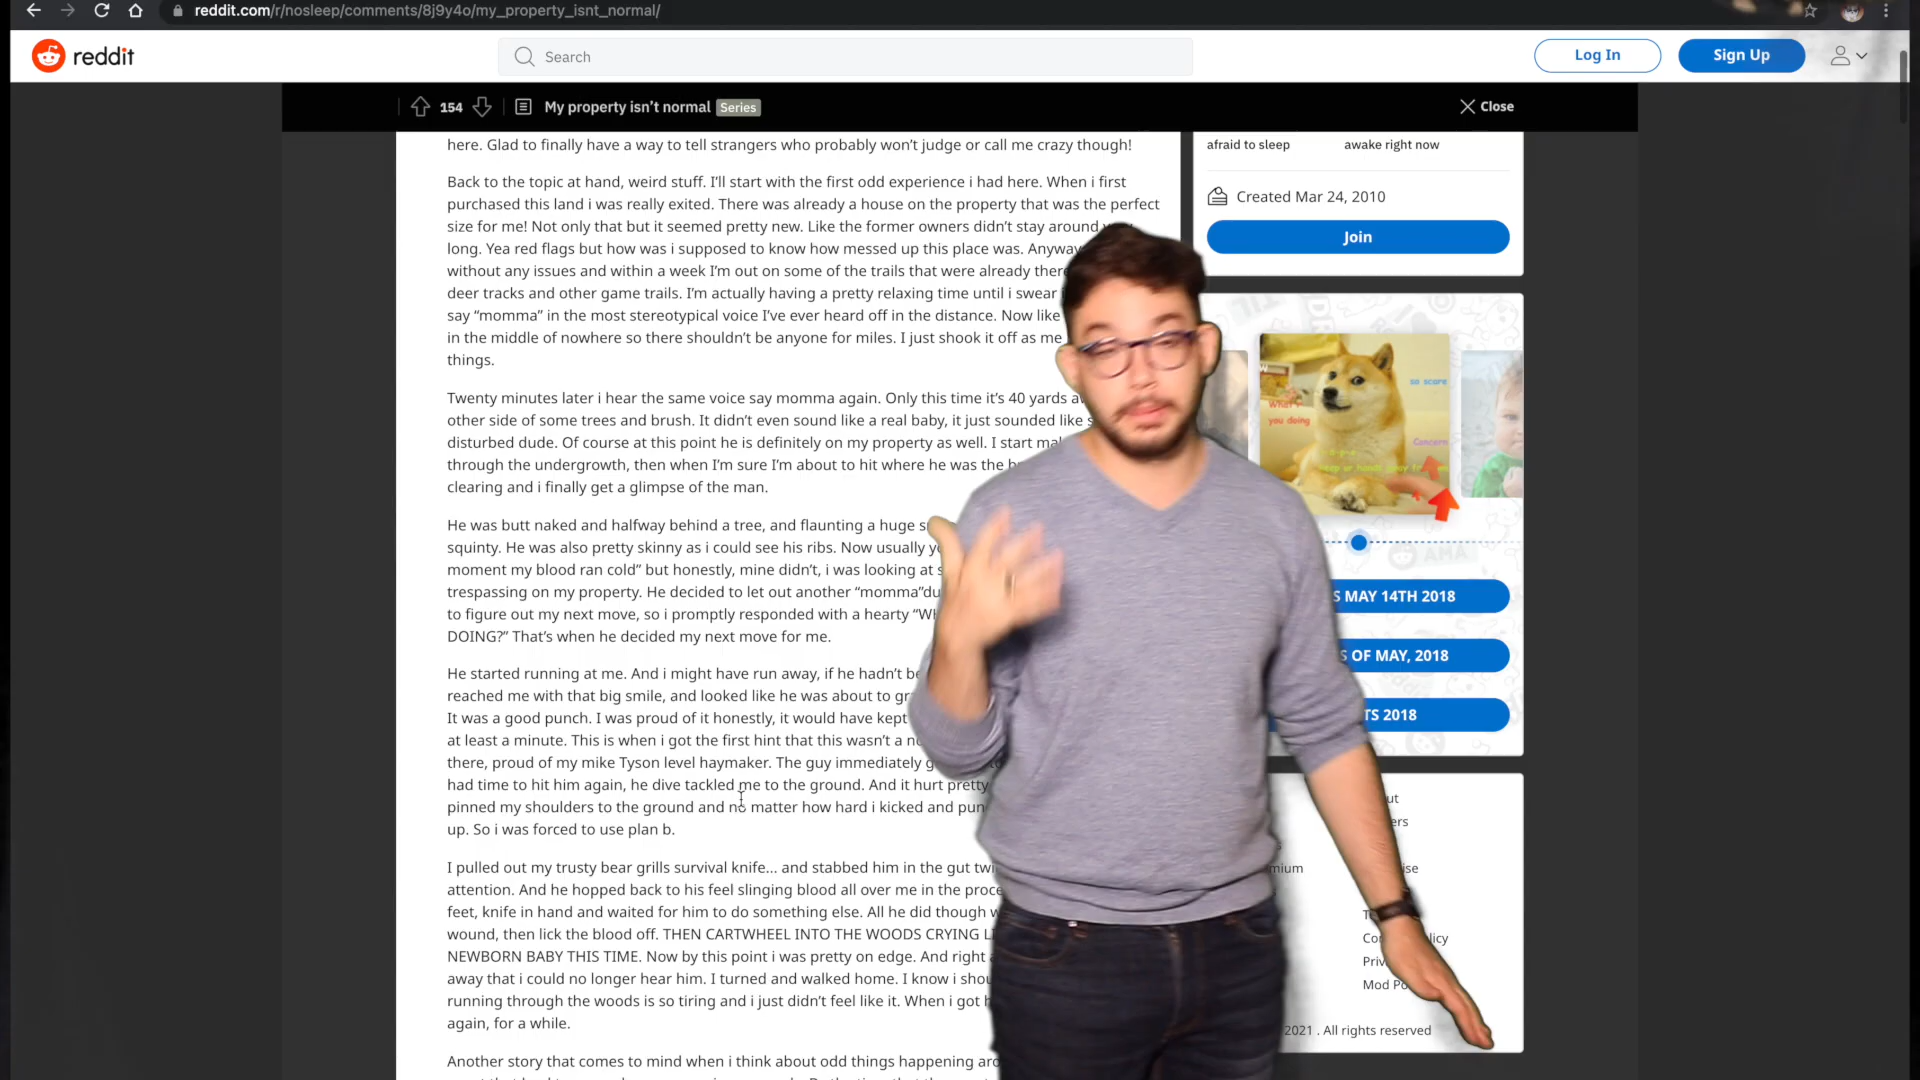 reddit.com/r/nosleep/comments/8j9y4o/my_property_isnt_normal/
reddit
Search
Log In
Sign Up
154
My property isn't normal
Series
Close
here. Glad to finally have a way to tell strangers who probably won't judge or call me crazy though!
Back to the topic at hand, weird stuff. I'll start with the first odd experience i had here. When i first
purchased this land i was really exited. There was already a house on the property that was the perfect
size for me! Not only that but it seemed pretty new. Like the former owners didn't stay around
long. Yea red flags but how was i supposed to know how messed up this place was. Anyway
without any issues and within a week I'm out on some of the trails that were already there
deer tracks and other game trails. I'm actually having a pretty relaxing time until i swear
say "momma" in the most stereotypical voice I've ever heard off in the distance. Now like
in the middle of nowhere so there shouldn't be anyone for miles. I just shook it off as me
things.
Twenty minutes later i hear the same voice say momma again. Only this time it's 40 yards
other side of some trees and brush. It didn't even sound like a real baby, it just sounded like
disturbed dude. Of course at this point he is definitely on my property as well. I start
through the undergrowth, then when I'm sure I'm about to hit where he was the
clearing and i finally get a glimpse of the man.
He was butt naked and halfway behind a tree, and flaunting a huge
squinty. He was also pretty skinny as i could see his ribs. Now usually
moment my blood ran cold" but honestly, mine didn't, i was looking at
trespassing on my property. He decided to let out another "momma"
to figure out my next move, so i promptly responded with a hearty
DOING?" That's when he decided my next move for me.
He started running at me. And i might have run away, if he hadn't
reached me with that big smile, and looked like he was about to
It was a good punch. I was proud of it honestly, it would have kept
at least a minute. This is when i got the first hint that this wasn't a
there, proud of my mike Tyson level haymaker. The guy immediately
had time to hit him again, he dive tackled me to the ground. And it hurt pretty
pinned my shoulders to the ground and no matter how hard i kicked and
up. So i was forced to use plan b.
I pulled out my trusty bear grills survival knife... and stabbed him in the gut
attention. And he hopped back to his feel slinging blood all over me in the
feet, knife in hand and waited for him to do something else. All he did though
wound, then lick the blood off. THEN CARTWHEEL INTO THE WOODS CRYING
NEWBORN BABY THIS TIME. Now by this point i was pretty on edge. And right
away that i could no longer hear him. I turned and walked home. I know i
running through the woods is so tiring and i just didn't feel like it. When i got
again, for a while.
Another story that comes to mind when i think about odd things happening
afraid to sleep
awake right now
Created Mar 24, 2010
Join
so scare
What
you doing
Concern
AMA
MAY 14TH 2018
OF MAY, 2018
2018
2021 . All rights reserved